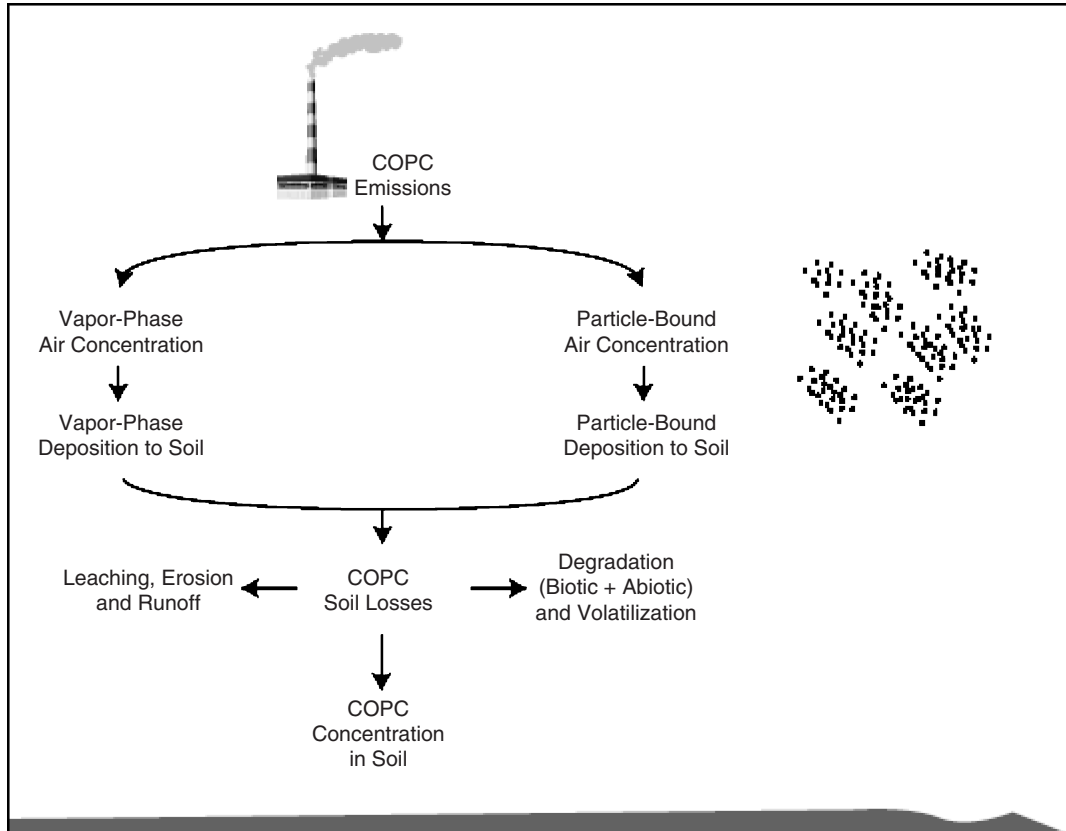 COPC
Emissions
Vapor-Phase
Air Concentration
Particle-Bound
Air Concentration
Vapor-Phase
Deposition to Soil
Particle-Bound
Deposition to Soil
Leaching, Erosion
and Runoff
COPC
Soil Losses
Degradation
(Biotic + Abiotic)
and Volatilization
COPC
Concentration
in Soil